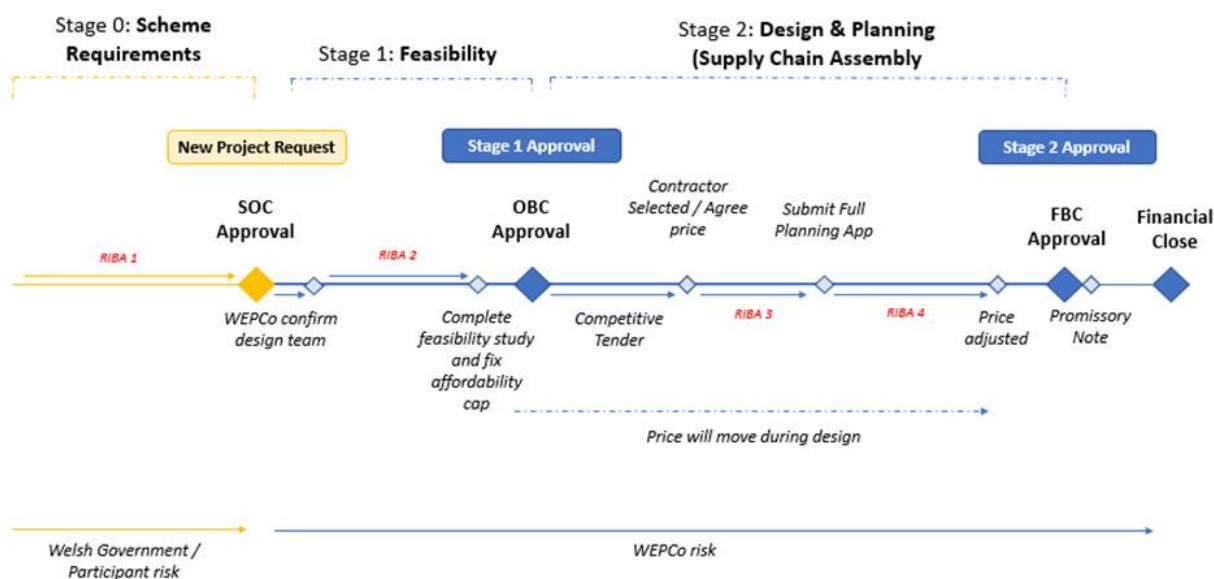 Stage 0: Scheme
Requirements
Stage 1: Feasibility
Stage 2: Design & Planning
(Supply Chain Assembly
New Project Request
Stage 1 Approval
Stage 2 Approval
SOC
Approval
OBC
Approval
Contractor
Selected / Agree
price
Submit Full
Planning App
FBC
Approval
Financial
Close
RIBA 1
RIBA 2
WEPCo confirm
design team
Complete
feasibility study
and fix
affordability
cap
Competitive
Tender
RIBA 3
RIBA 4
Price
adjusted
Promissory
Note
Price will move during design
Welsh Government /
Participant risk
WEPCo risk